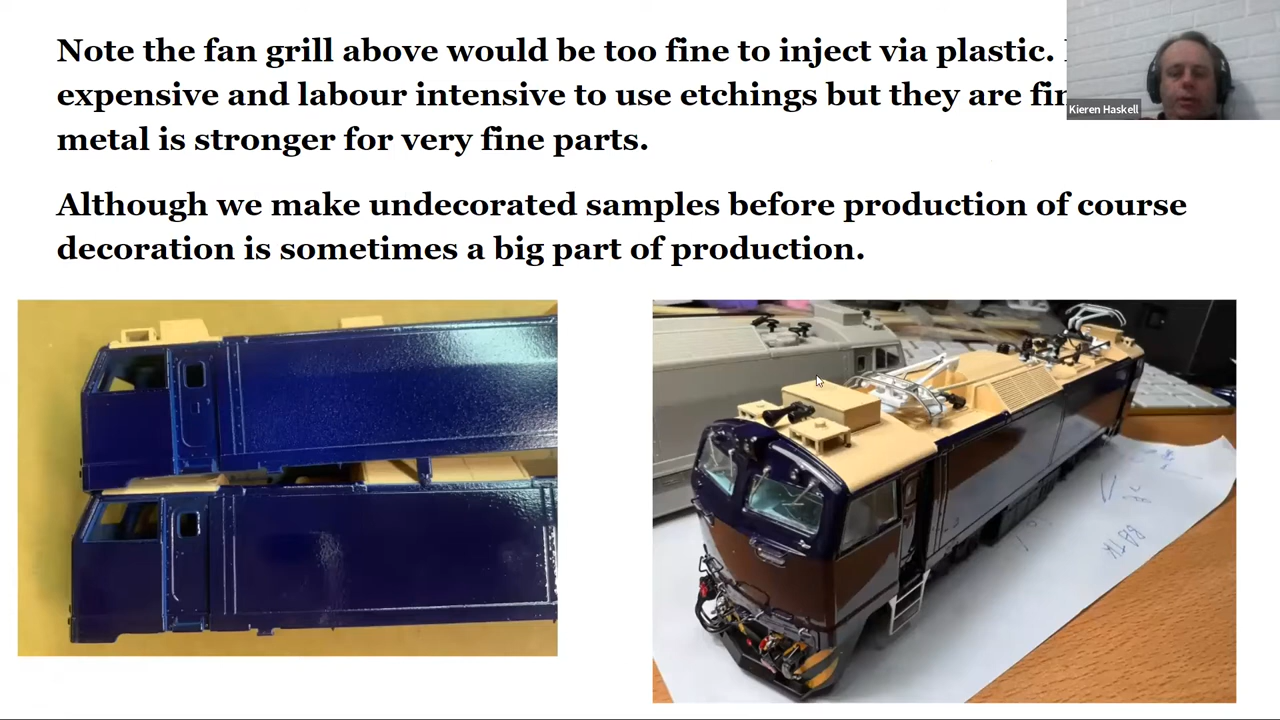 Note the fan grill above would be too fine to inject via plastic.
expensive and labour intensive to use etchings but they are
metal is stronger for very fine parts.
Kieren Haskell
Although we make undecorated samples before production of course
decoration is sometimes a big part of production.